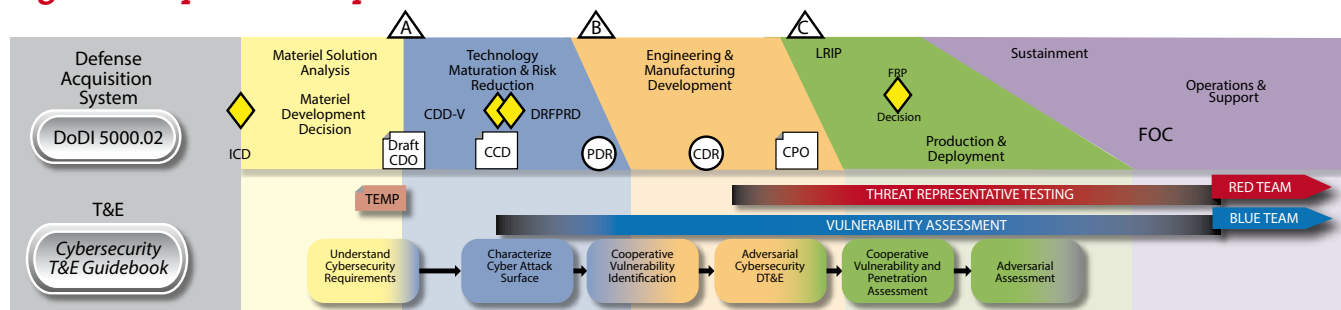 A
B
C
Defense
Acquisition
System
DoDI 5000.02
Materiel Solution
Analysis
Materiel
Development
Decision
ICD
Technology
Maturation & Risk
Reduction
CDD-V
DRFPRD
Draft
CDO
CCD
PDR
Engineering &
Manufacturing
Development
CDR
CPO
LRIP
FRP
Decision
Production &
Deployment
Sustainment
Operations &
Support
FOC
TEMP
THREAT REPRESENTATIVE TESTING
RED TEAM
VULNERABILITY ASSESSMENT
BLUE TEAM
T&E
Cybersecurity
T&E Guidebook
Understand
Cybersecurity
Requirements
Characterize
Cyber Attack
Surface
Cooperative
Vulnerability
Identification
Adversarial
Cybersecurity
DT&E
Cooperative
Vulnerability and
Penetration
Assessment
Adversarial
Assessment